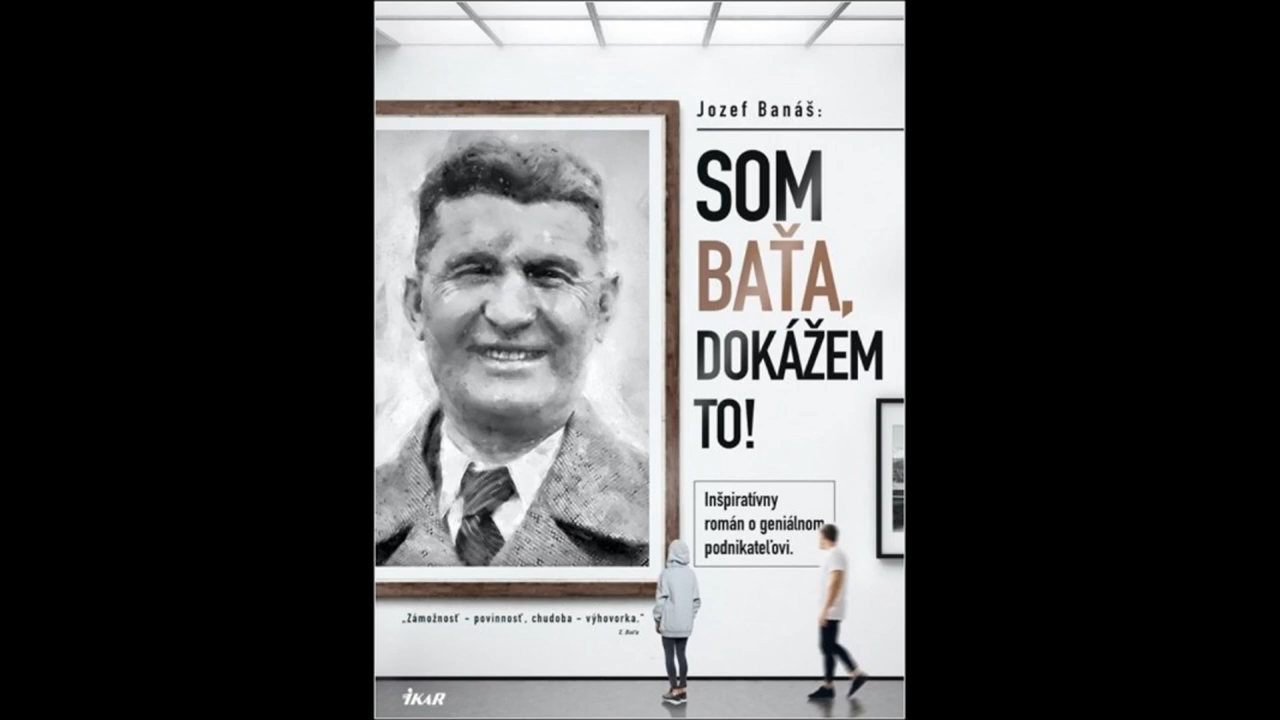 Jozef Banáš:
SOM
BAŤA,
DOKÁŽEM
TO!
Inšpiratívny
román o geniálnom
podnikateľovi.
„Zámožnosť – povinnosť, chudoba – výhovorka.“
T. Baťa
IKAR